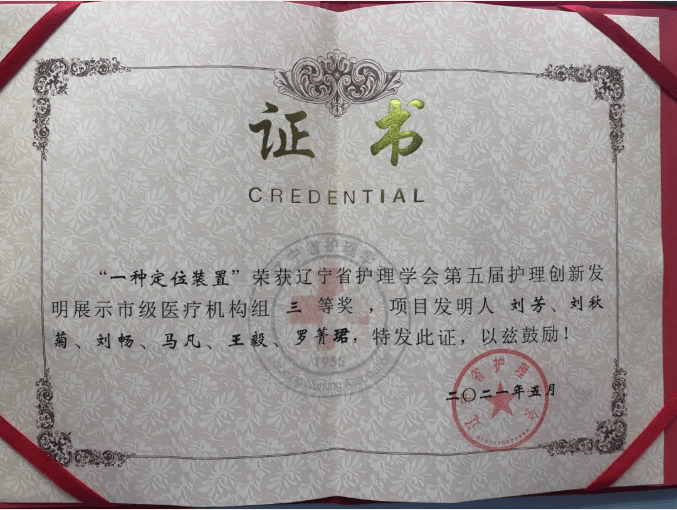 证书
CREDENTIAL
“一种定位装置”荣获辽宁省护理学会第五届护理创新发
明展示市级医疗机构组 三 等奖，项目发明人 刘芳、刘秋
菊、刘畅、马凡、王毅、罗菁珺，特发此证，以兹鼓励！
1956
二〇二一年五月